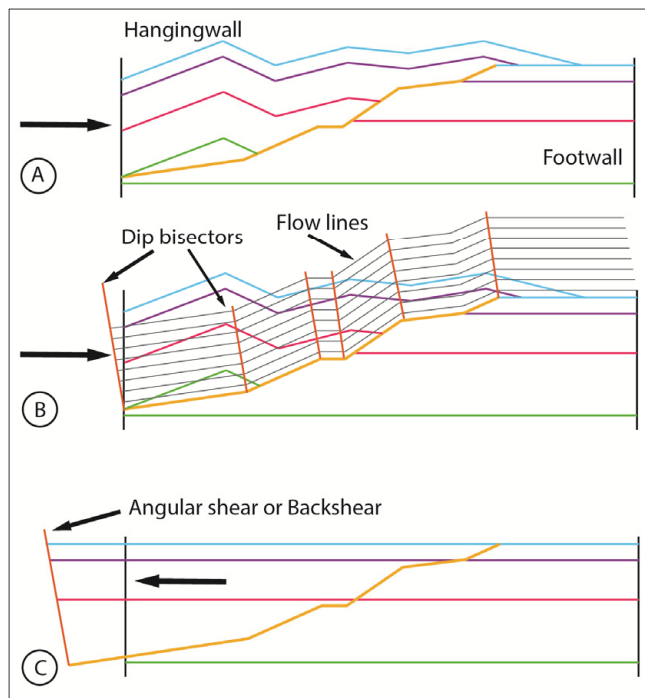 Hangingwall
Footwall
A
Dip bisectors
Flow lines
B
Angular shear or Backshear
C